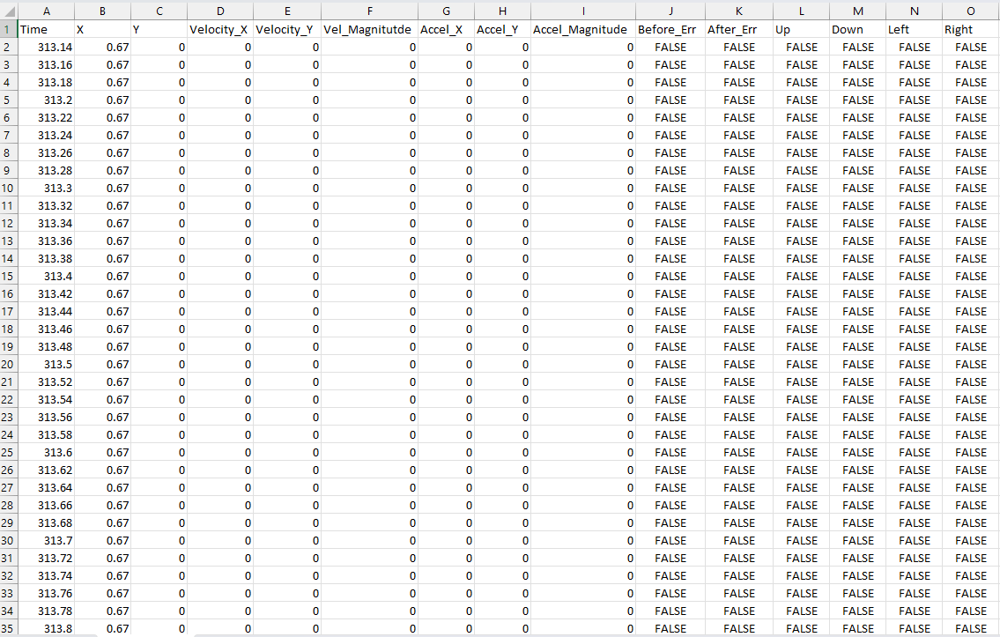 A B C D E F G H I J K L M N O
1 Time X Y Velocity_X Velocity_Y Vel_Magnitutde Accel_X Accel_Y Accel_Magnitude Before_Err After_Err Up Down Left Right
2 313.14 0.67 0 0 0 0 0 0 0 FALSE FALSE FALSE FALSE FALSE FALSE
3 313.16 0.67 0 0 0 0 0 0 0 FALSE FALSE FALSE FALSE FALSE FALSE
4 313.18 0.67 0 0 0 0 0 0 0 FALSE FALSE FALSE FALSE FALSE FALSE
5 313.2 0.67 0 0 0 0 0 0 0 FALSE FALSE FALSE FALSE FALSE FALSE
6 313.22 0.67 0 0 0 0 0 0 0 FALSE FALSE FALSE FALSE FALSE FALSE
7 313.24 0.67 0 0 0 0 0 0 0 FALSE FALSE FALSE FALSE FALSE FALSE
8 313.26 0.67 0 0 0 0 0 0 0 FALSE FALSE FALSE FALSE FALSE FALSE
9 313.28 0.67 0 0 0 0 0 0 0 FALSE FALSE FALSE FALSE FALSE FALSE
10 313.3 0.67 0 0 0 0 0 0 0 FALSE FALSE FALSE FALSE FALSE FALSE
11 313.32 0.67 0 0 0 0 0 0 0 FALSE FALSE FALSE FALSE FALSE FALSE
12 313.34 0.67 0 0 0 0 0 0 0 FALSE FALSE FALSE FALSE FALSE FALSE
13 313.36 0.67 0 0 0 0 0 0 0 FALSE FALSE FALSE FALSE FALSE FALSE
14 313.38 0.67 0 0 0 0 0 0 0 FALSE FALSE FALSE FALSE FALSE FALSE
15 313.4 0.67 0 0 0 0 0 0 0 FALSE FALSE FALSE FALSE FALSE FALSE
16 313.42 0.67 0 0 0 0 0 0 0 FALSE FALSE FALSE FALSE FALSE FALSE
17 313.44 0.67 0 0 0 0 0 0 0 FALSE FALSE FALSE FALSE FALSE FALSE
18 313.46 0.67 0 0 0 0 0 0 0 FALSE FALSE FALSE FALSE FALSE FALSE
19 313.48 0.67 0 0 0 0 0 0 0 FALSE FALSE FALSE FALSE FALSE FALSE
20 313.5 0.67 0 0 0 0 0 0 0 FALSE FALSE FALSE FALSE FALSE FALSE
21 313.52 0.67 0 0 0 0 0 0 0 FALSE FALSE FALSE FALSE FALSE FALSE
22 313.54 0.67 0 0 0 0 0 0 0 FALSE FALSE FALSE FALSE FALSE FALSE
23 313.56 0.67 0 0 0 0 0 0 0 FALSE FALSE FALSE FALSE FALSE FALSE
24 313.58 0.67 0 0 0 0 0 0 0 FALSE FALSE FALSE FALSE FALSE FALSE
25 313.6 0.67 0 0 0 0 0 0 0 FALSE FALSE FALSE FALSE FALSE FALSE
26 313.62 0.67 0 0 0 0 0 0 0 FALSE FALSE FALSE FALSE FALSE FALSE
27 313.64 0.67 0 0 0 0 0 0 0 FALSE FALSE FALSE FALSE FALSE FALSE
28 313.66 0.67 0 0 0 0 0 0 0 FALSE FALSE FALSE FALSE FALSE FALSE
29 313.68 0.67 0 0 0 0 0 0 0 FALSE FALSE FALSE FALSE FALSE FALSE
30 313.7 0.67 0 0 0 0 0 0 0 FALSE FALSE FALSE FALSE FALSE FALSE
31 313.72 0.67 0 0 0 0 0 0 0 FALSE FALSE FALSE FALSE FALSE FALSE
32 313.74 0.67 0 0 0 0 0 0 0 FALSE FALSE FALSE FALSE FALSE FALSE
33 313.76 0.67 0 0 0 0 0 0 0 FALSE FALSE FALSE FALSE FALSE FALSE
34 313.78 0.67 0 0 0 0 0 0 0 FALSE FALSE FALSE FALSE FALSE FALSE
35 313.8 0.67 0 0 0 0 0 0 0 FALSE FALSE FALSE FALSE FALSE FALSE